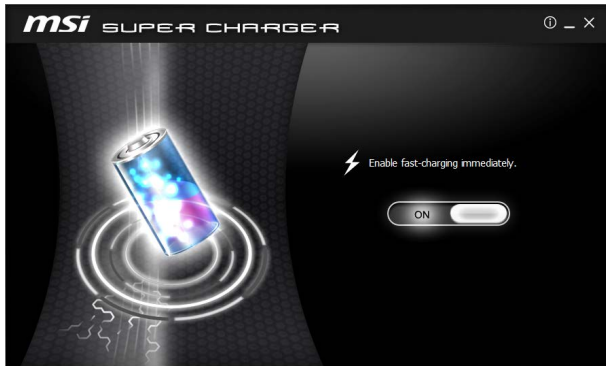 msi SUPER CHARGER
Enable fast-charging immediately.
ON